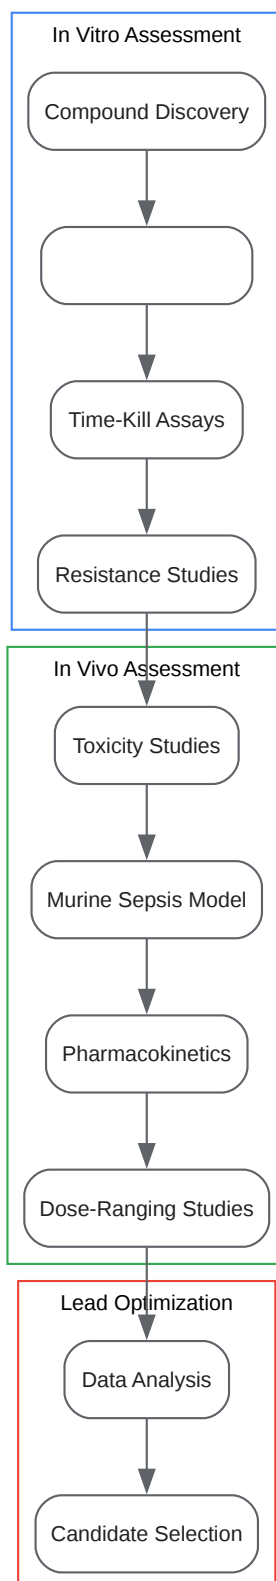 In Vitro Assessment
Compound Discovery
Time-Kill Assays
Resistance Studies
In Vivo Assessment
Toxicity Studies
Murine Sepsis Model
Pharmacokinetics
Dose-Ranging Studies
Lead Optimization
Data Analysis
Candidate Selection